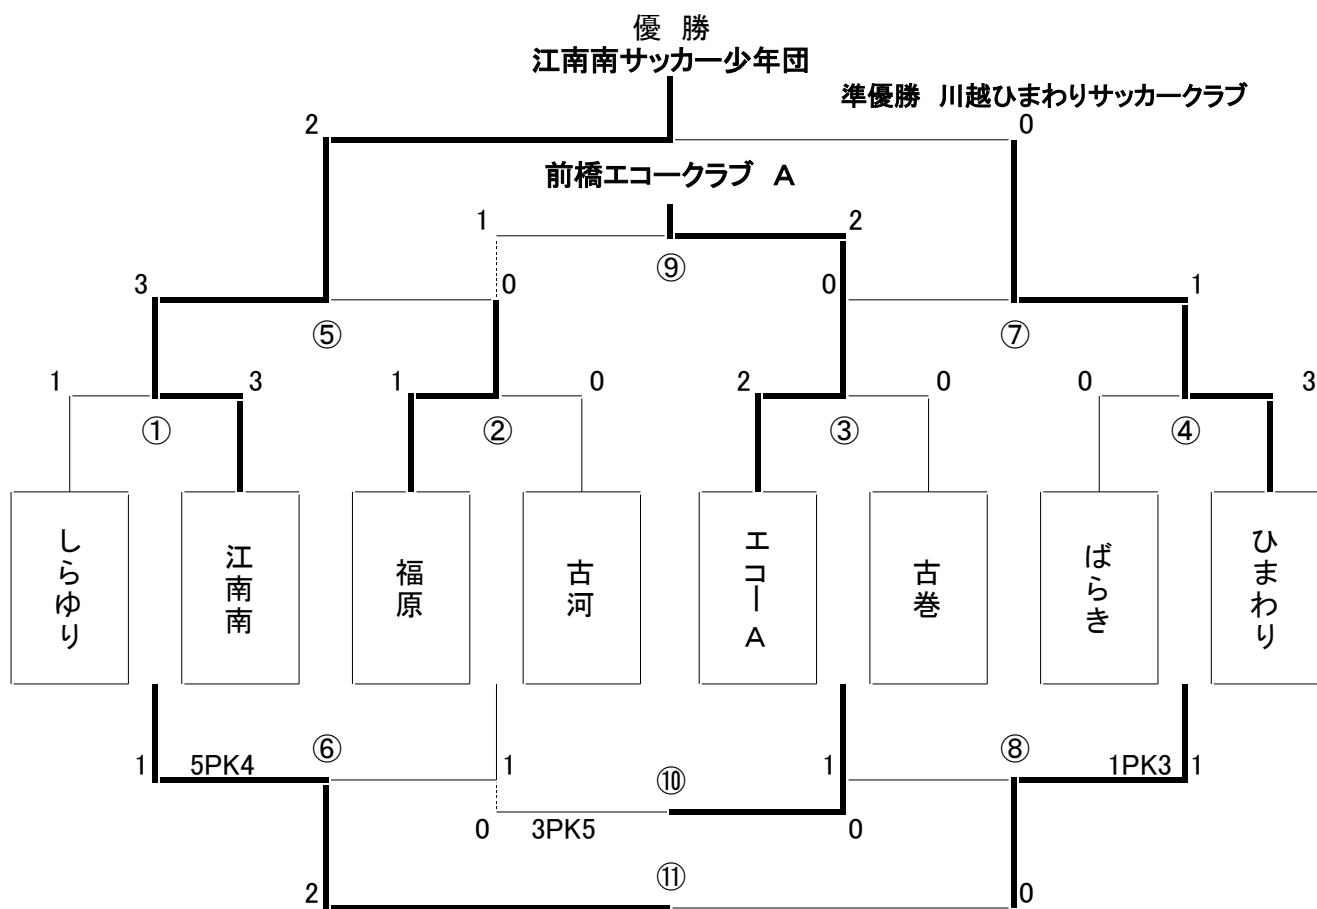 優 勝
江南南サッカー少年団
準優勝 川越ひまわりサッカークラブ
2
0
前橋エコークラブ A
1
2
⑨
3
0
0
1
⑤
⑦
1
3
1
0
2
0
0
3
①
②
③
④
しらゆり
江南南
福原
古河
エコーA
古巻
ばらき
ひまわり
⑥
⑧
1
5PK4
1
⑩
1
1PK3
1
0
3PK5
0
⑪
2
0